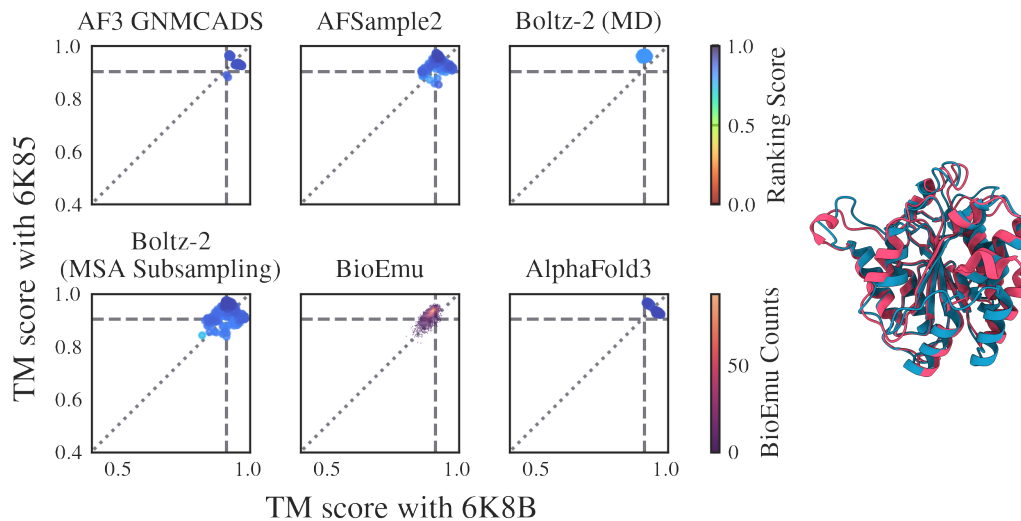 AF3 GNMCADS
AFSample2
Boltz-2 (MD)
1.0
0.8
0.6
0.4
1.0
0.5
0.0
Ranking Score
TM score with 6K85
Boltz-2
(MSA Subsampling)
BioEmu
AlphaFold3
1.0
0.8
0.6
0.4
0.5
1.0
0.5
1.0
0.5
1.0
50
0
BioEmu Counts
TM score with 6K8B